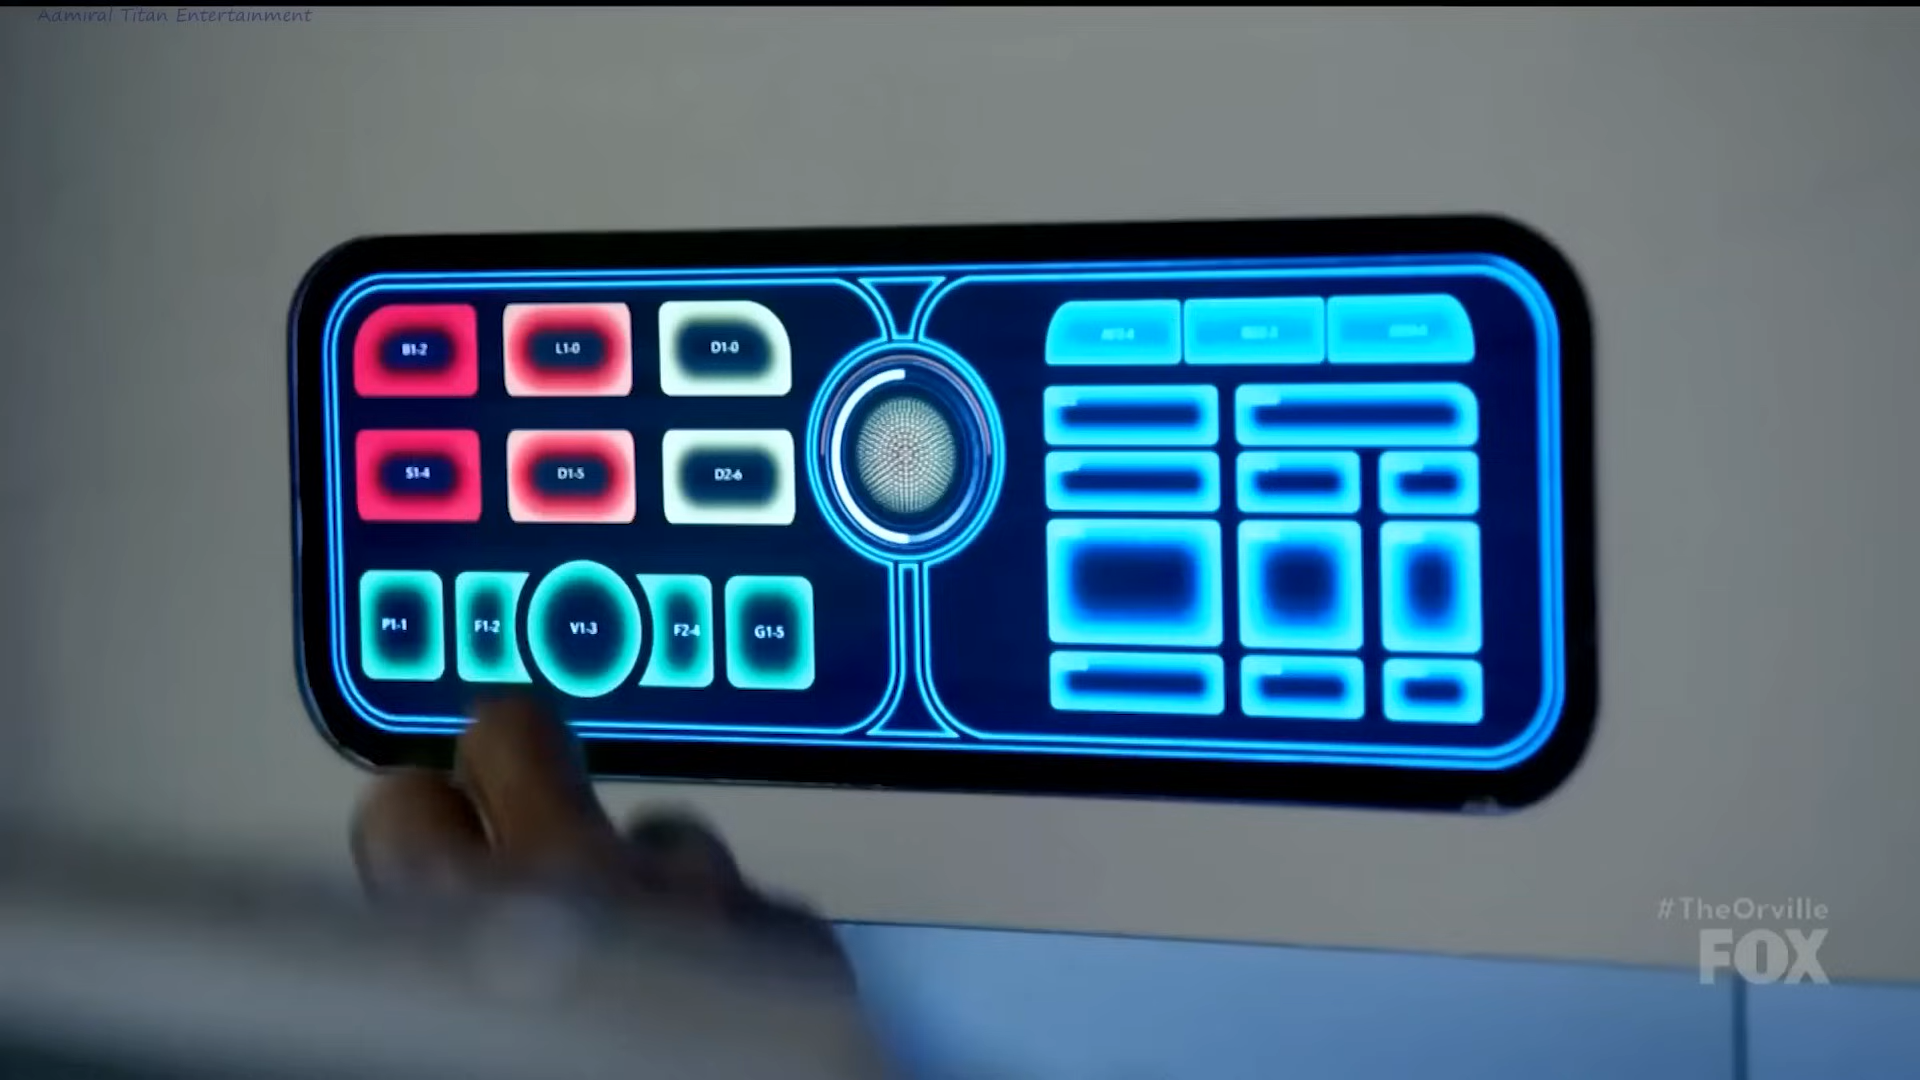 Admiral Titan Entertainment
B1-2 L1-0 D1-0
S1-4 D1-5 D2-6
P1-1 F1-2 V1-3 F2-4 G1-5
#TheOrville
FOX